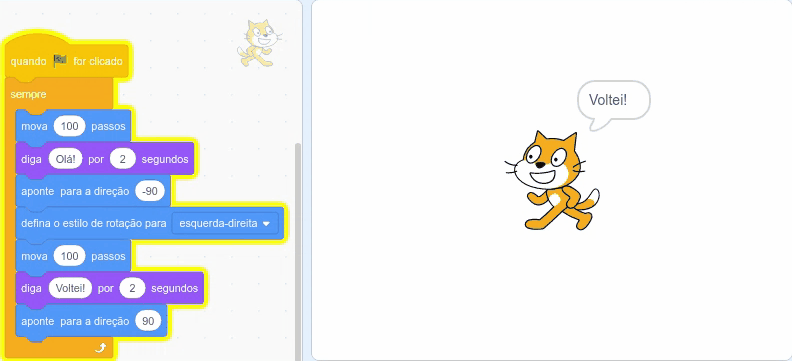 quando for clicado
sempre
mova 100 passos
diga Olá! por 2 segundos
aponte para a direção -90
defina o estilo de rotação para esquerda-direita
mova 100 passos
diga Voltei! por 2 segundos
aponte para a direção 90
Voltei!